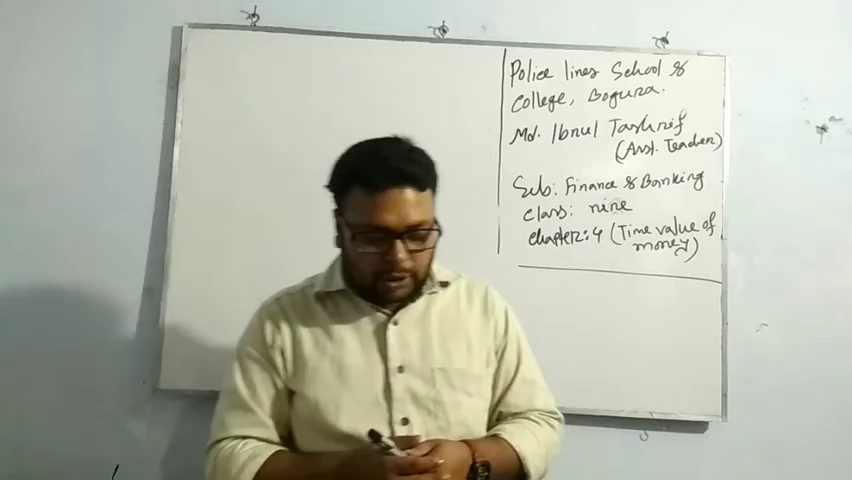 Police lines School &
College, Bogura.
Md. Ibnul Tashrif
(Asst. Teacher)
Sub: Finance & Banking
class: nine
chapter: 4 (Time value of
money)